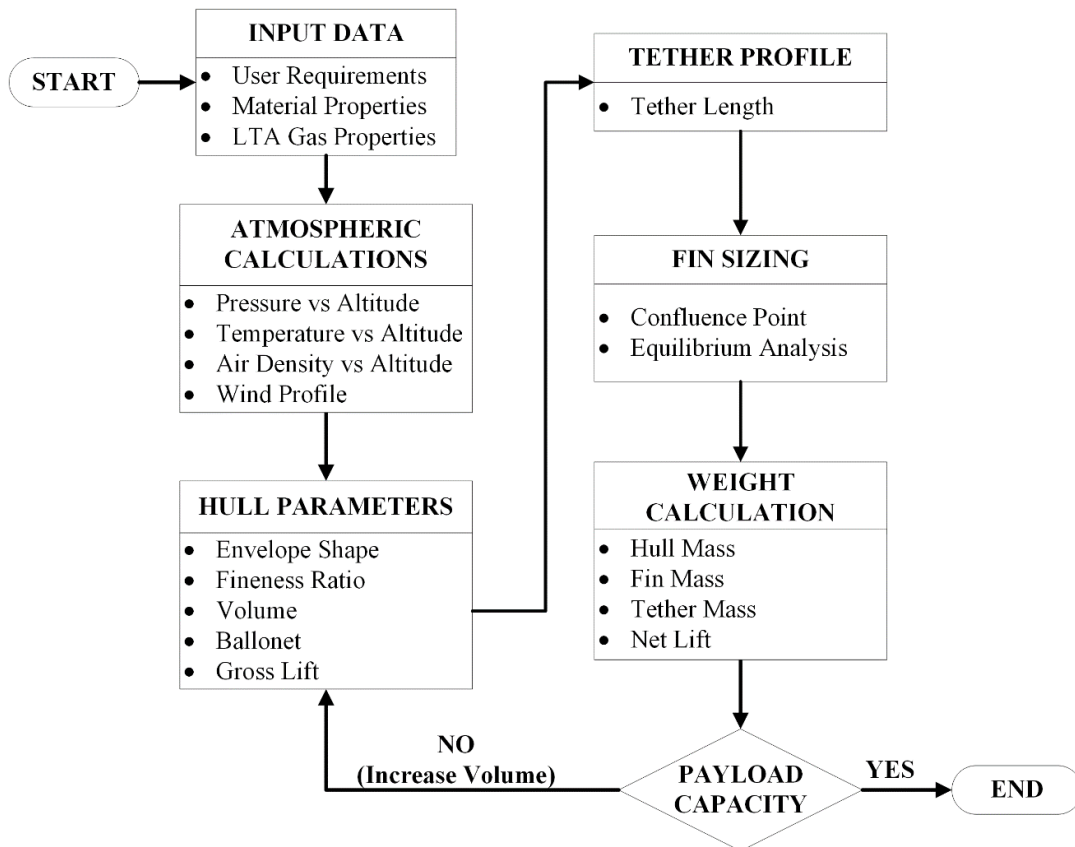 START
INPUT DATA
• User Requirements
• Material Properties
• LTA Gas Properties
ATMOSPHERIC
CALCULATIONS
• Pressure vs Altitude
• Temperature vs Altitude
• Air Density vs Altitude
• Wind Profile
HULL PARAMETERS
• Envelope Shape
• Fineness Ratio
• Volume
• Ballonet
• Gross Lift
TETHER PROFILE
• Tether Length
FIN SIZING
• Confluence Point
• Equilibrium Analysis
WEIGHT
CALCULATION
• Hull Mass
• Fin Mass
• Tether Mass
• Net Lift
PAYLOAD
CAPACITY
NO
(Increase Volume)
YES
END